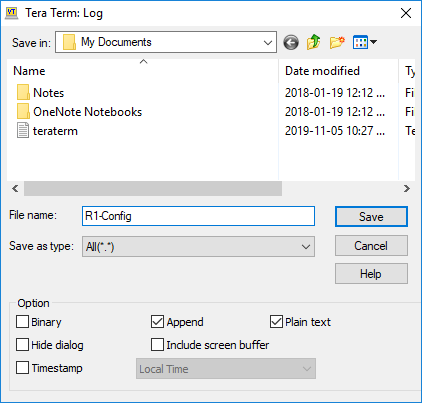 VT Tera Term: Log
Save in: My Documents
Name Date modified Ty
Notes 2018-01-19 12:12 ... Fi
OneNote Notebooks 2018-01-19 12:12 ... Fi
teraterm 2019-11-05 10:27 ... Te
File name: R1-Config Save
Save as type: All(*.*) Cancel
Help
Option
Binary Append Plain text
Hide dialog Include screen buffer
Timestamp Local Time